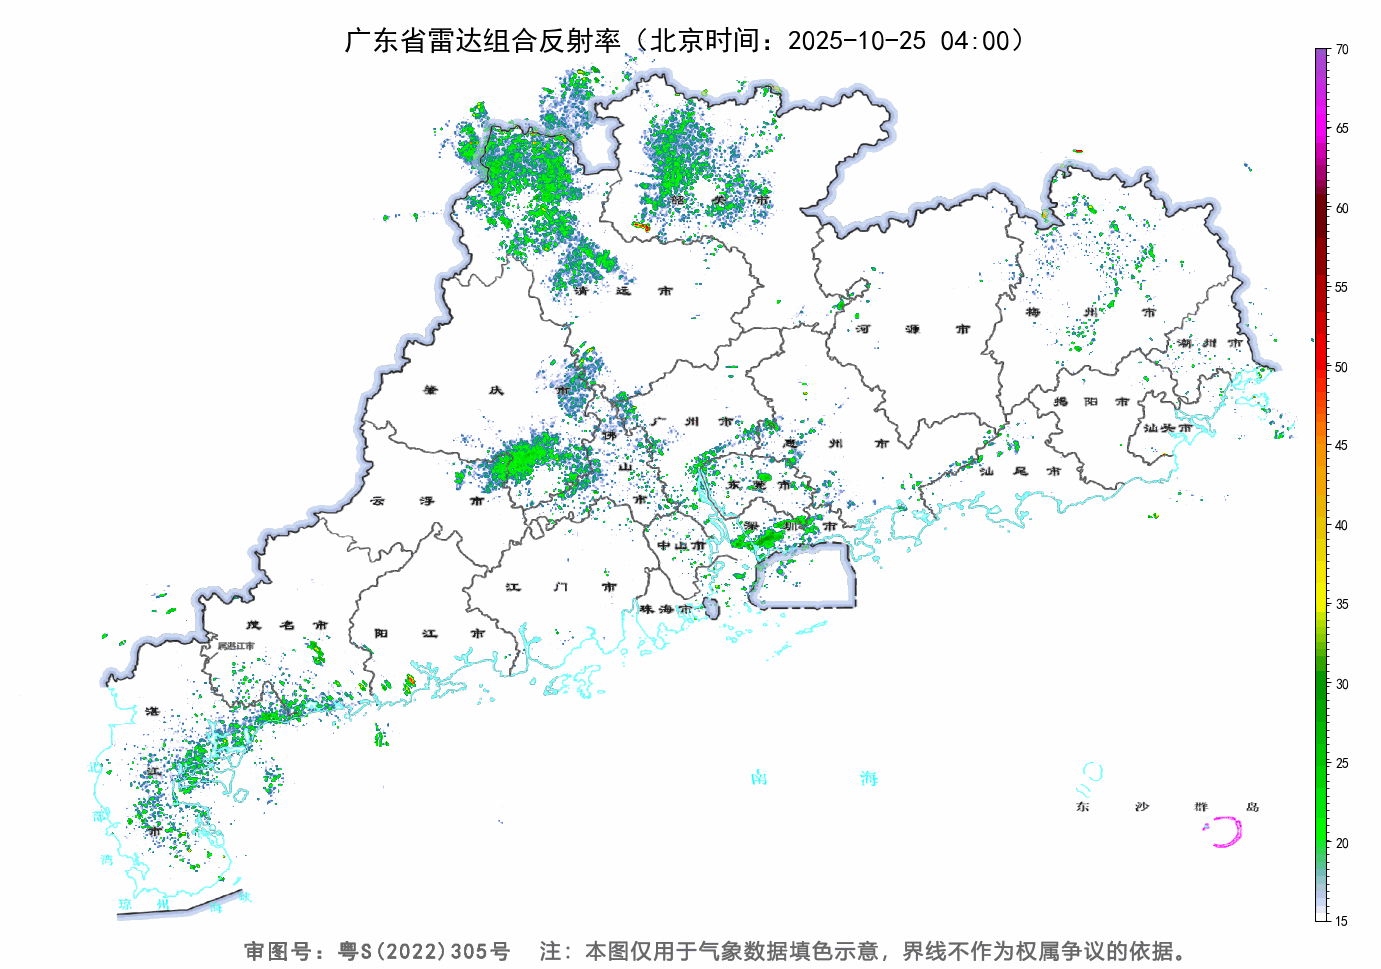 广东省雷达组合反射率（北京时间：2025-10-25 04:00）
70
65
60
55
50
45
40
35
30
25
20
15
韶关市
清远市
河源市
梅州市
潮州市
肇庆市
广州市
佛山市
惠州市
揭阳市
汕头市
汕尾市
东莞市
云浮市
深圳市
中山市
江门市
珠海市
茂名市
阳江市
属湛江市
湛江市
北部湾
南海
东沙群岛
琼州海峡
审图号：粤S(2022)305号 注：本图仅用于气象数据填色示意，界线不作为权属争议的依据。